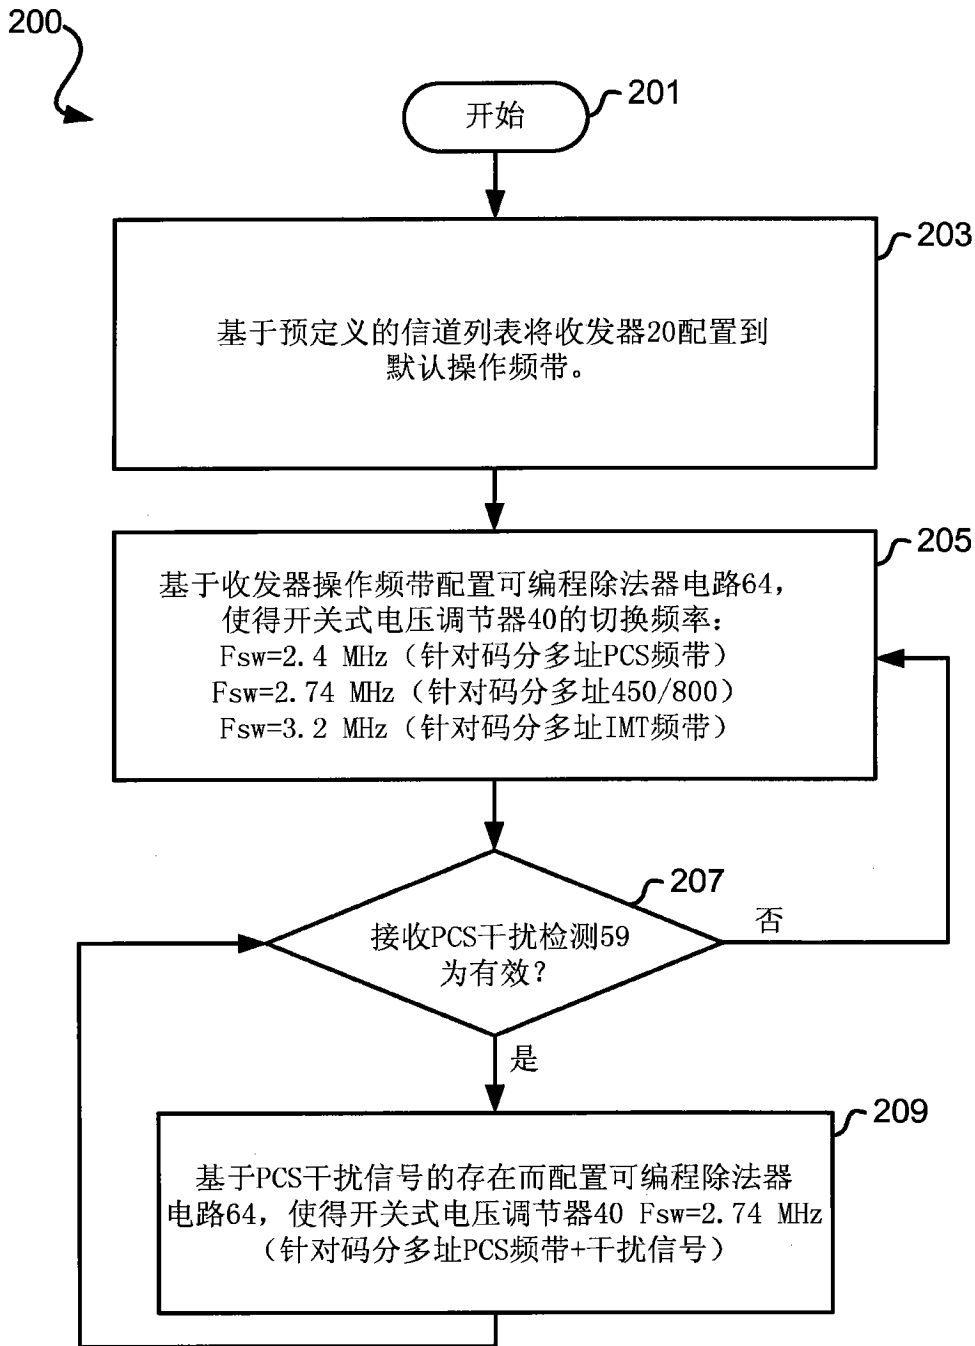 200
201
开始
203
基于预定义的信道列表将收发器20配置到
默认操作频带。
205
基于收发器操作频带配置可编程除法器电路64，
使得开关式电压调节器40的切换频率：
Fsw=2.4 MHz（针对码分多址PCS频带）
Fsw=2.74 MHz（针对码分多址450/800）
Fsw=3.2 MHz（针对码分多址IMT频带）
207
接收PCS干扰检测59
为有效？
否
是
209
基于PCS干扰信号的存在而配置可编程除法器
电路64，使得开关式电压调节器40 Fsw=2.74 MHz
（针对码分多址PCS频带+干扰信号）